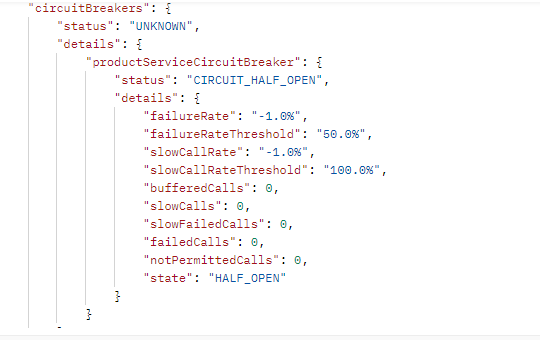 "circuitBreakers": {
"status": "UNKNOWN",
"details": {
"productServiceCircuitBreaker": {
"status": "CIRCUIT_HALF_OPEN",
"details": {
"failureRate": "-1.0%",
"failureRateThreshold": "50.0%",
"slowCallRate": "-1.0%",
"slowCallRateThreshold": "100.0%",
"bufferedCalls": 0,
"slowCalls": 0,
"slowFailedCalls": 0,
"failedCalls": 0,
"notPermittedCalls": 0,
"state": "HALF_OPEN"
}
}